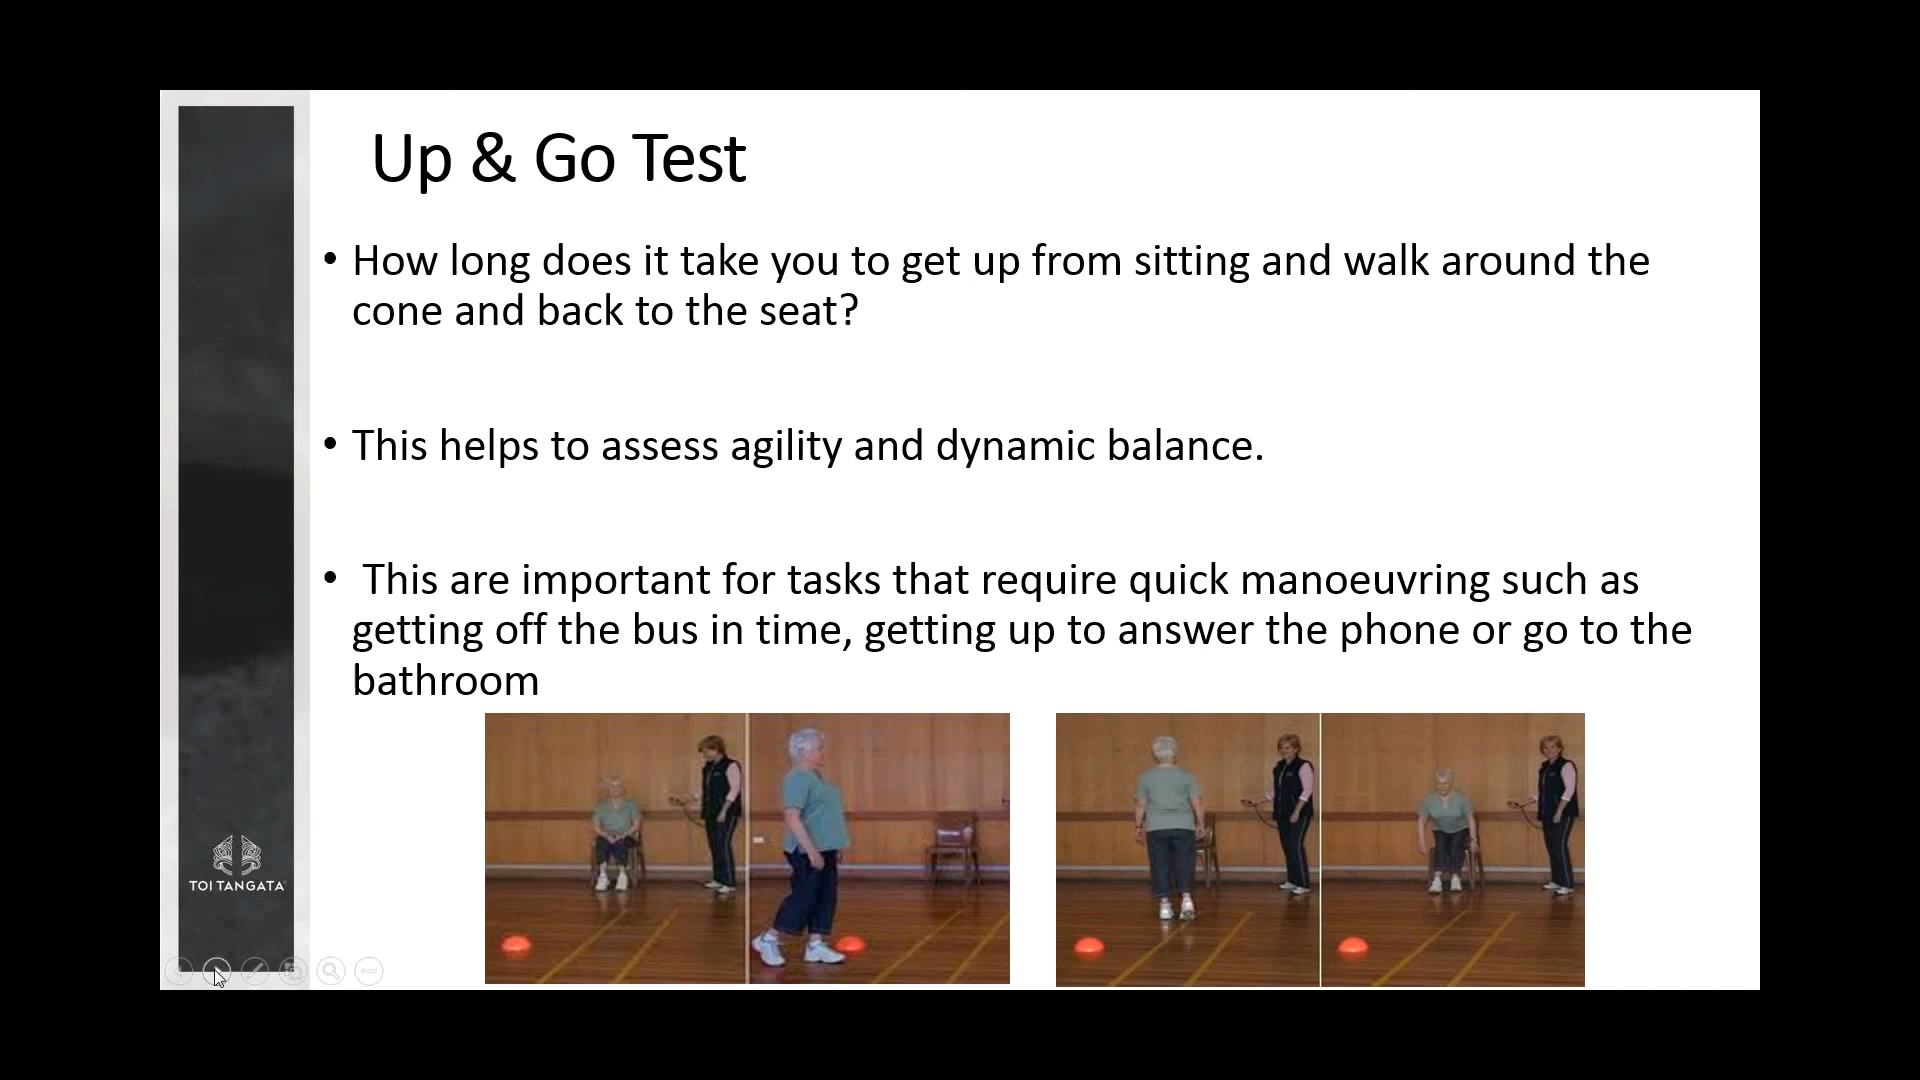 Up & Go Test
• How long does it take you to get up from sitting and walk around the
cone and back to the seat?
• This helps to assess agility and dynamic balance.
• This are important for tasks that require quick manoeuvring such as
getting off the bus in time, getting up to answer the phone or go to the
bathroom
TOI TANGATA